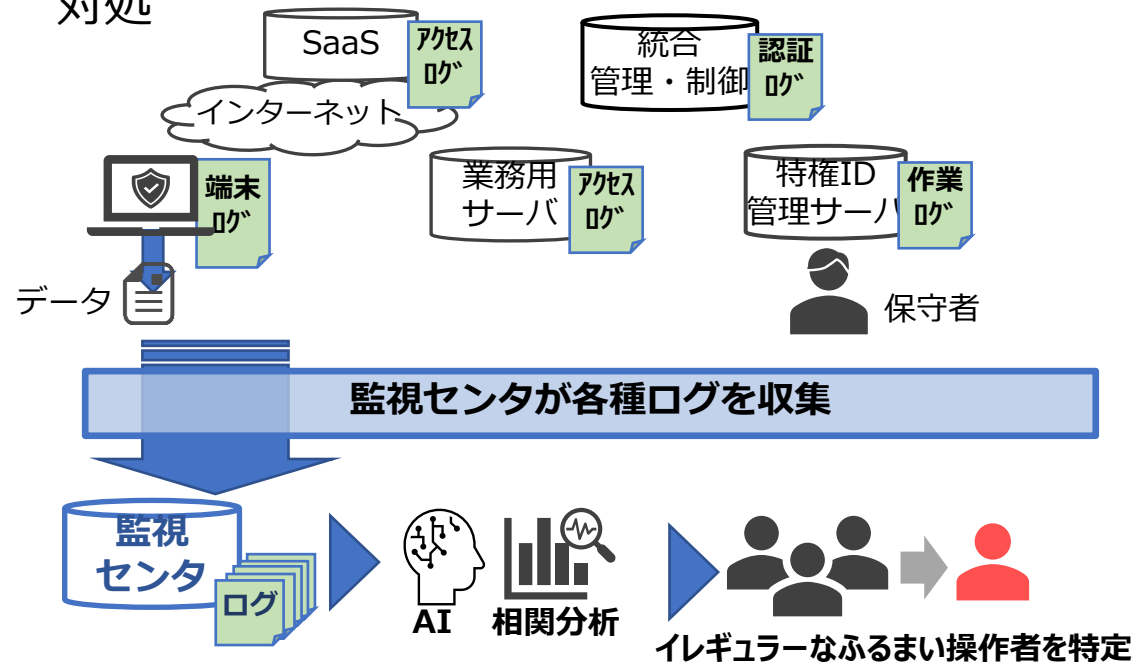 対処
SaaS
アクセス
ログ
統合
管理・制御
認証
ログ
インターネット
端末
ログ
業務用
サーバ
アクセス
ログ
特権ID
管理サーバ
作業
ログ
データ
保守者
監視センタが各種ログを収集
監視
センタ
ログ
AI
相関分析
イレギュラーなふるまい操作者を特定